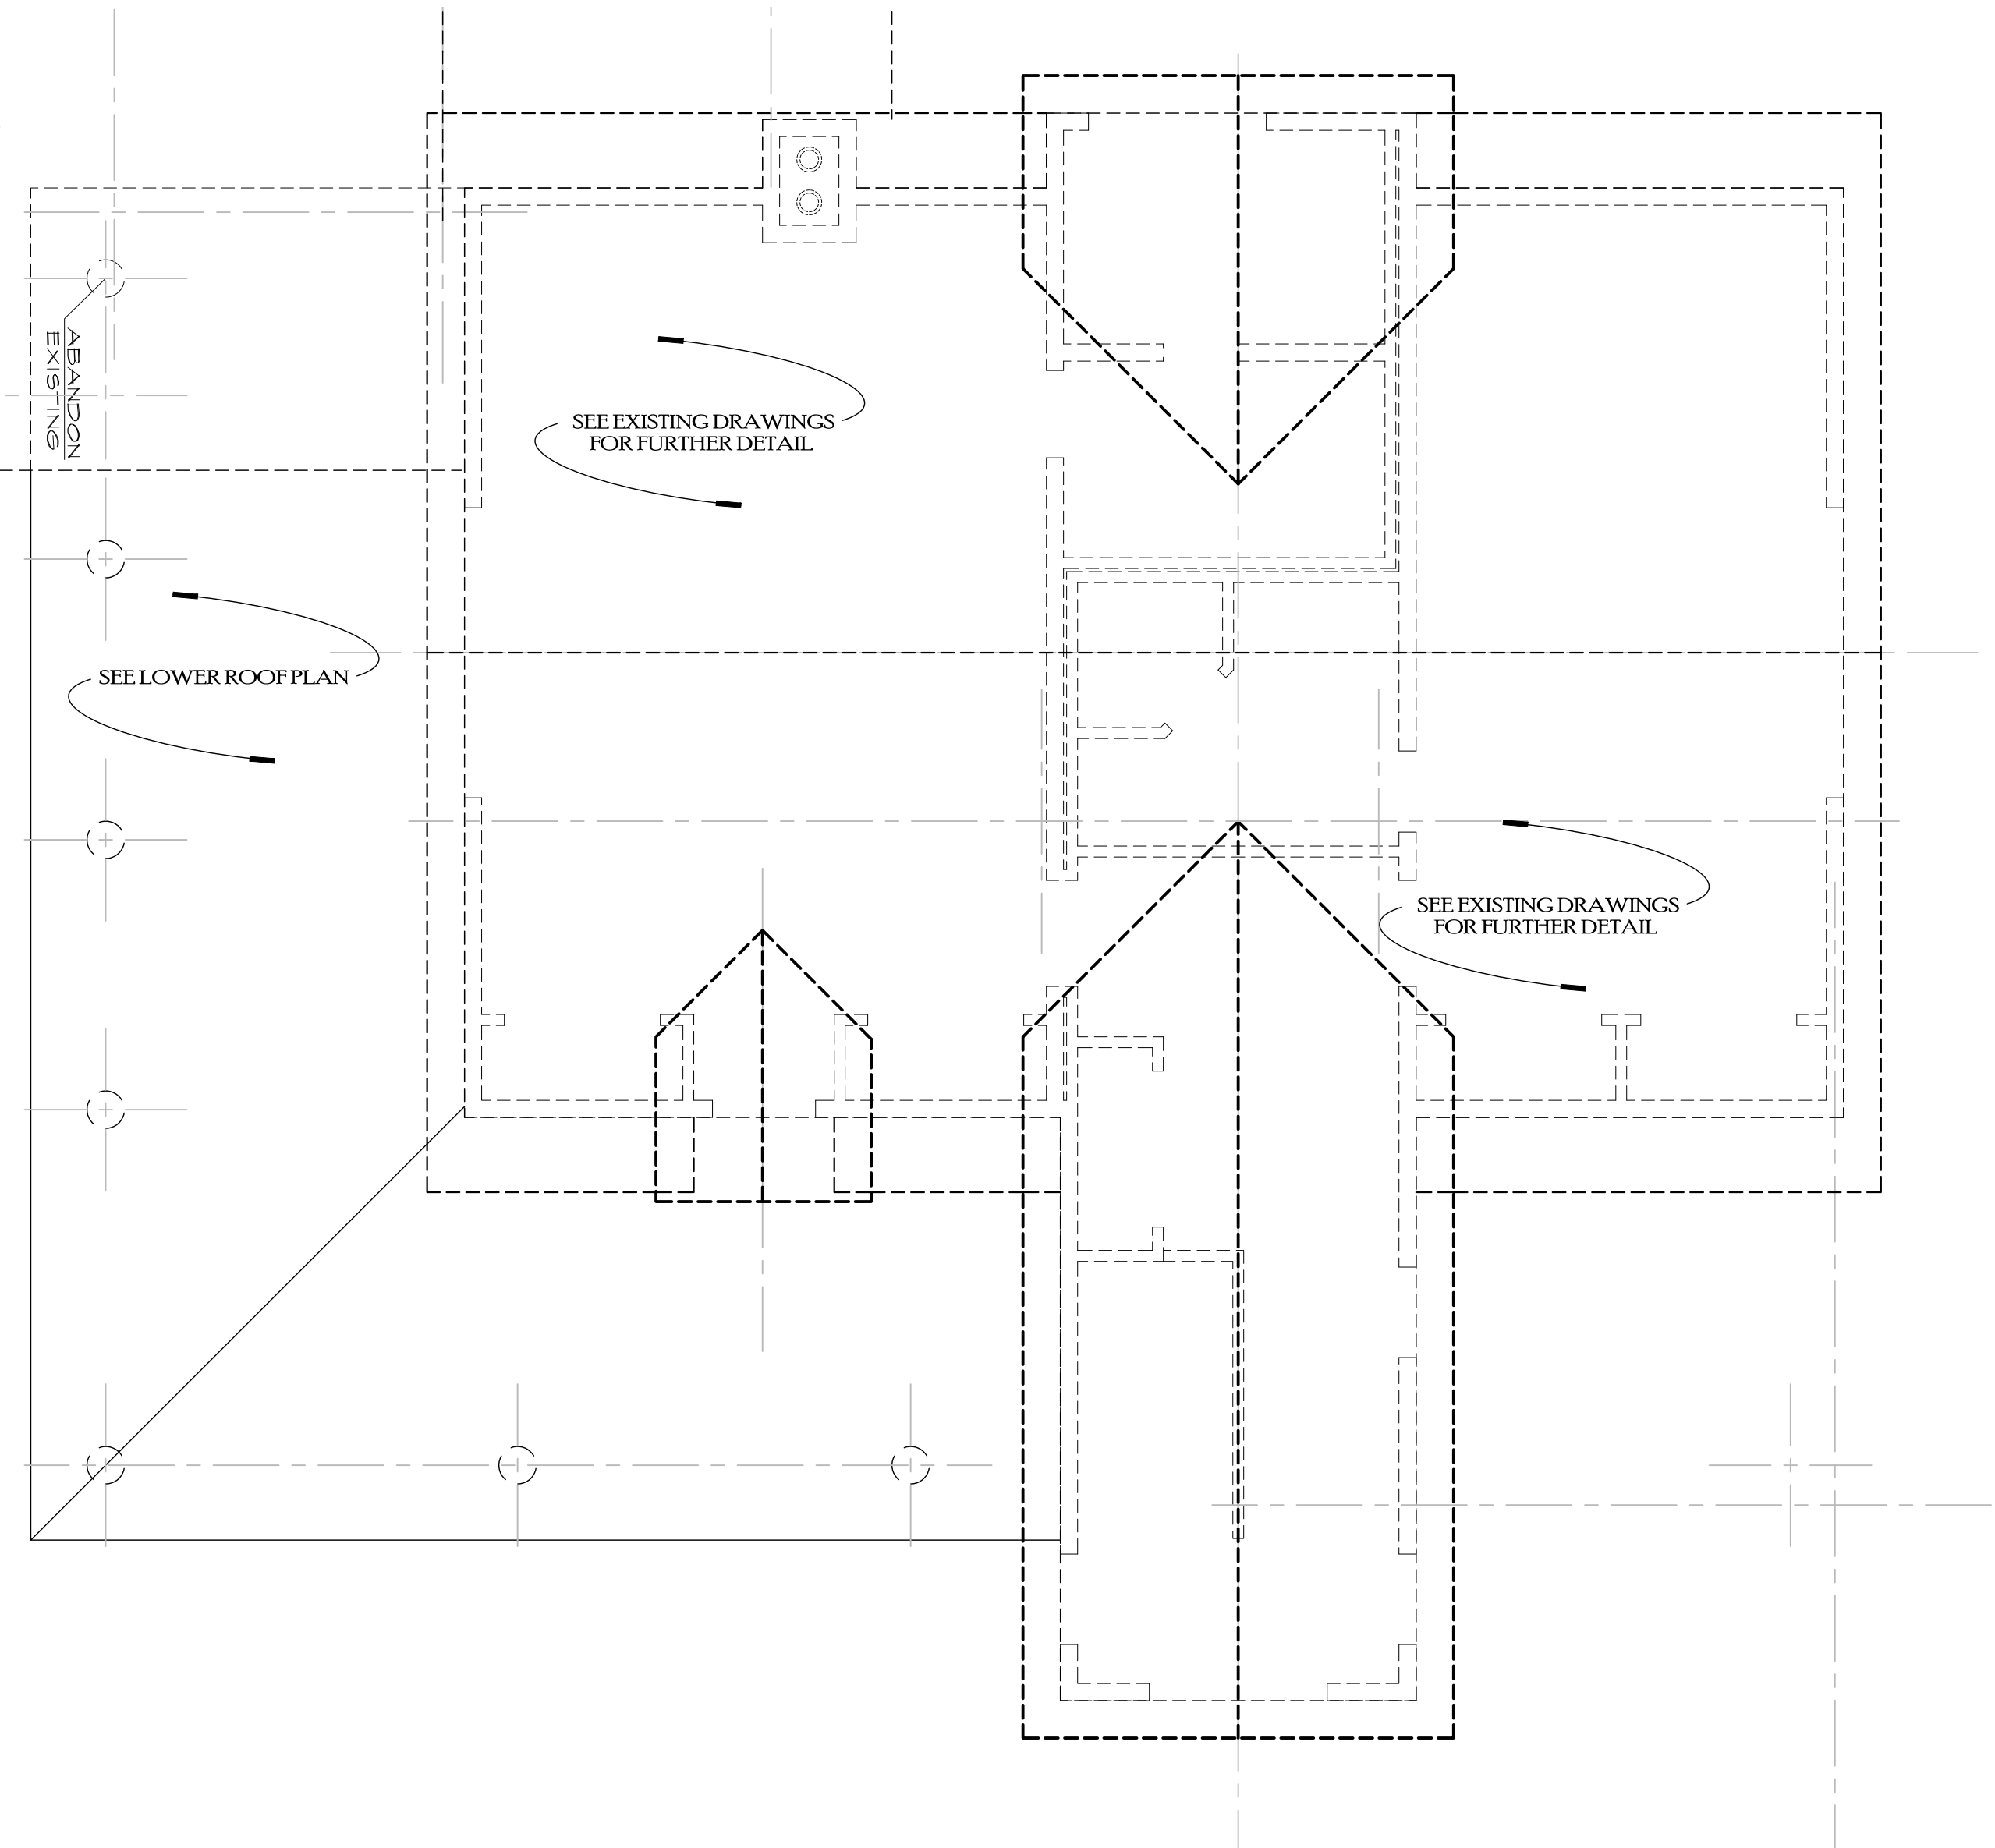 ABANDON
EXISTING
SEE EXISTING DRAWINGS
FOR FURTHER DETAIL
SEE LOWER ROOF PLAN
SEE EXISTING DRAWINGS
FOR FURTHER DETAIL